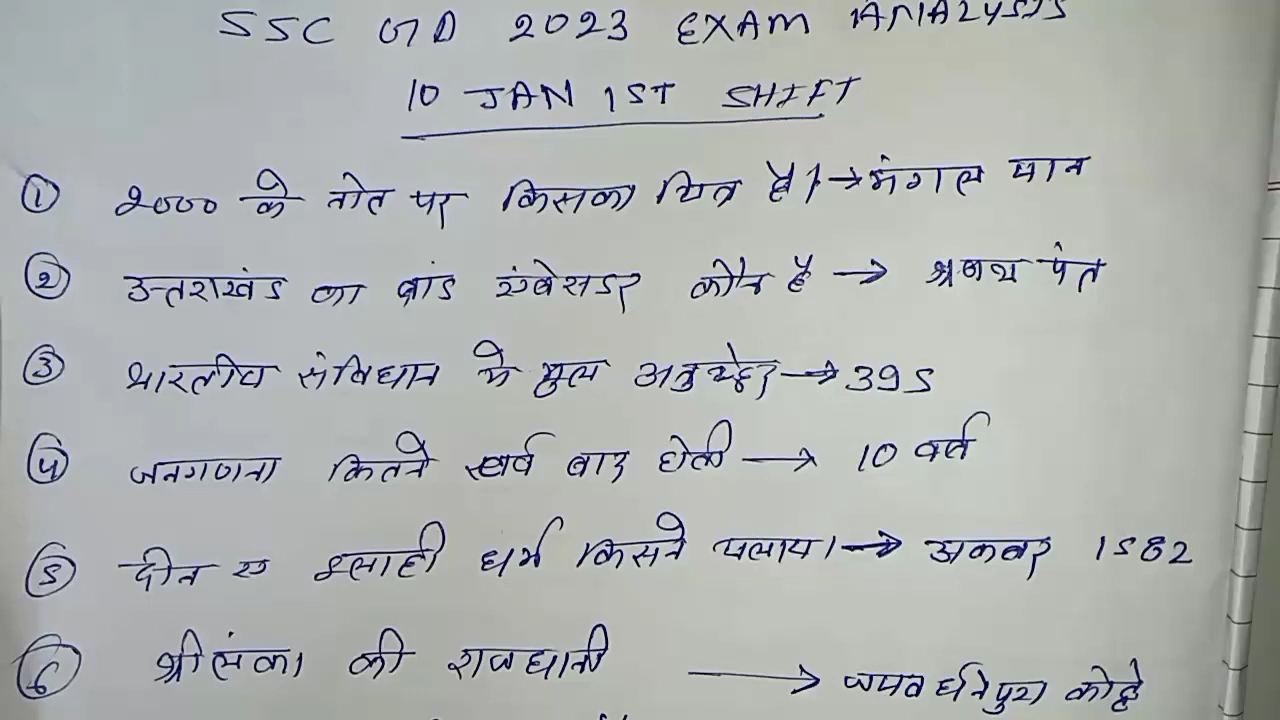 SSC GD 2023 EXAM ANALYSIS
10 JAN 1ST SHIFT
① 2000 के नोत पर किसका चित्र है। → मंगल यान
② उत्तराखंड का ब्रांड एंबेसडर कौन है →
③ भारतीय संविधान मे मुल अनुच्छेद → 395
④ जनगणना कितने वर्ष बाद होती → 10 वर्ष
⑤ दीन ए इलाही धर्म किसने चलाया → अकबर 1582
⑥ श्रीलंका की राजधानी → जयवर्धनेपुरा कोट्टे